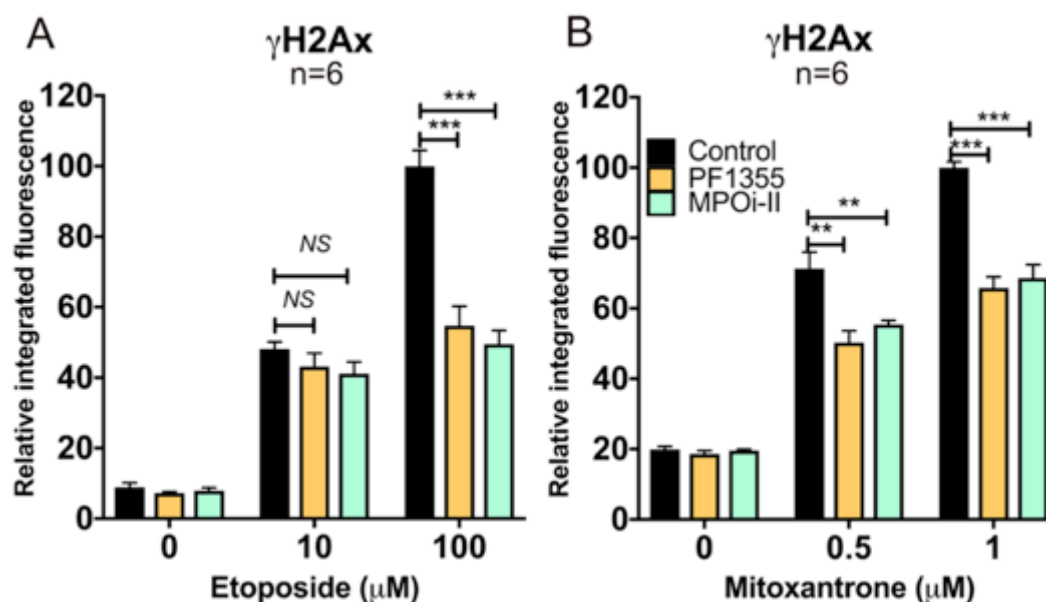 A
γH2Ax
n=6
Relative integrated fluorescence
120
100
80
60
40
20
0
***
***
NS
NS
0 10 100
Etoposide (μM)
B
γH2Ax
n=6
Relative integrated fluorescence
120
100
80
60
40
20
0
Control
PF1355
MPOi-II
***
***
**
**
0 0.5 1
Mitoxantrone (μM)